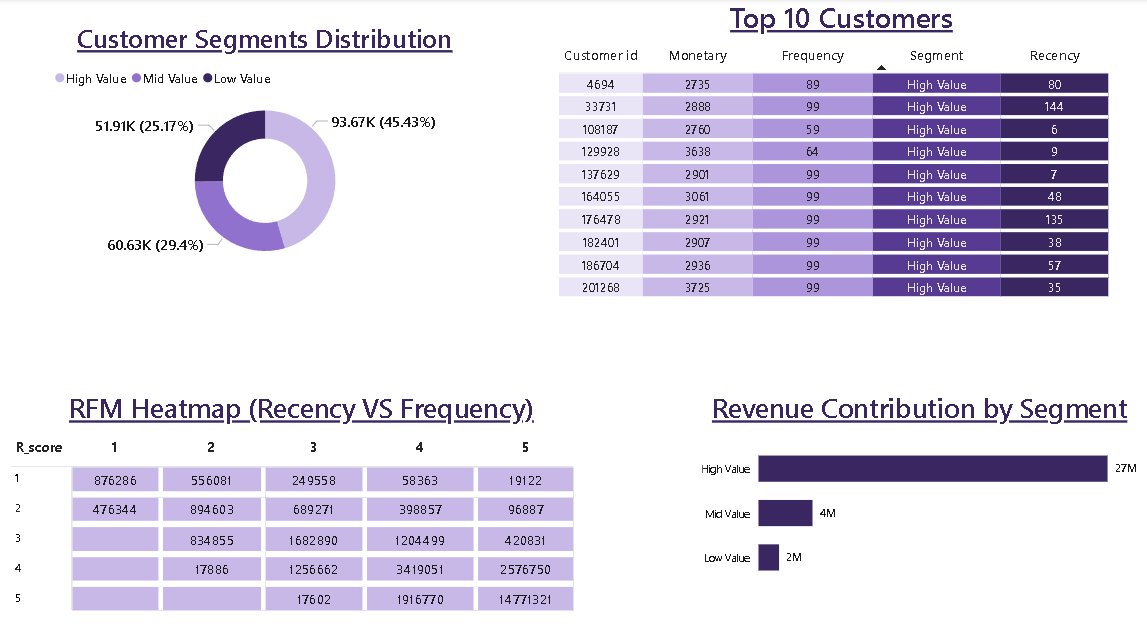 Customer Segments Distribution
High Value Mid Value Low Value
93.67K (45.43%)
51.91K (25.17%)
60.63K (29.4%)
Top 10 Customers
Customer id Monetary Frequency Segment Recency
4694 2735 89 High Value 80
33731 2888 99 High Value 144
108187 2760 59 High Value 6
129928 3638 64 High Value 9
137629 2901 99 High Value 7
164055 3061 99 High Value 48
176478 2921 99 High Value 135
182401 2907 99 High Value 38
186704 2936 99 High Value 57
201268 3725 99 High Value 35
RFM Heatmap (Recency VS Frequency)
R_score 1 2 3 4 5
1 876286 556081 249558 58363 19122
2 476344 894603 689271 398857 96887
3 834855 1682890 1204499 420831
4 17886 1256662 3419051 2576750
5 17602 1916770 14771321
Revenue Contribution by Segment
High Value 27M
Mid Value 4M
Low Value 2M